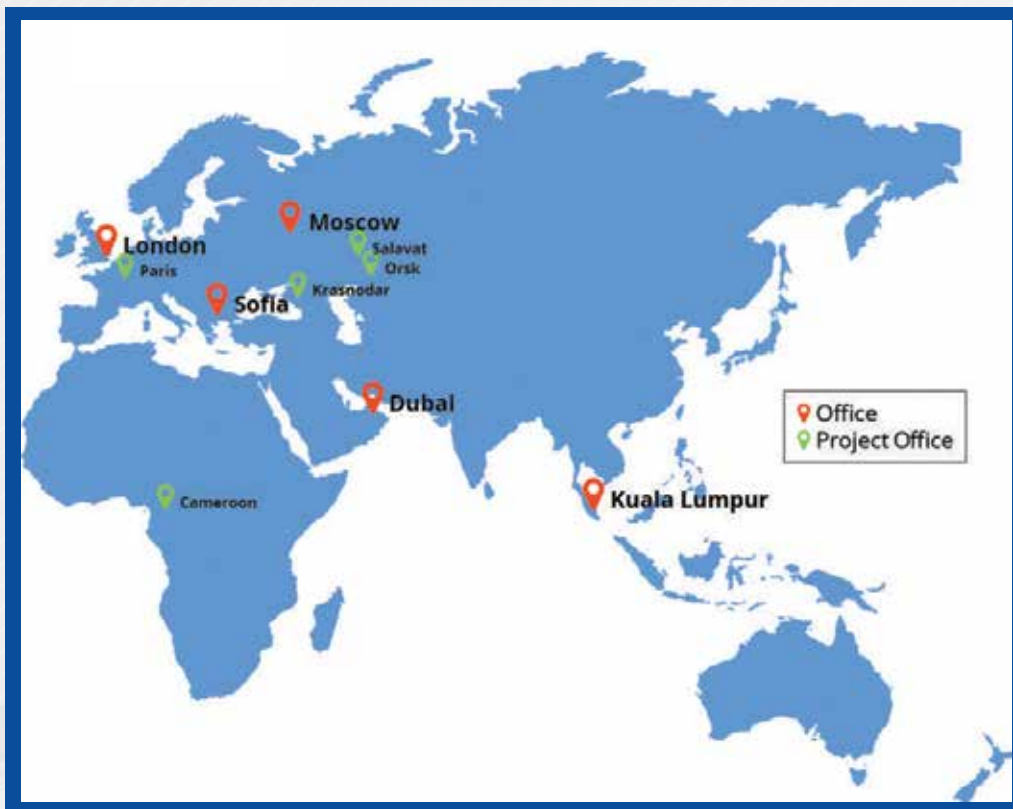 Moscow
London
Salavat
Orsk
Paris
Krasnodar
Sofia
Dubai
Office
Project Office
Cameroon
Kuala Lumpur